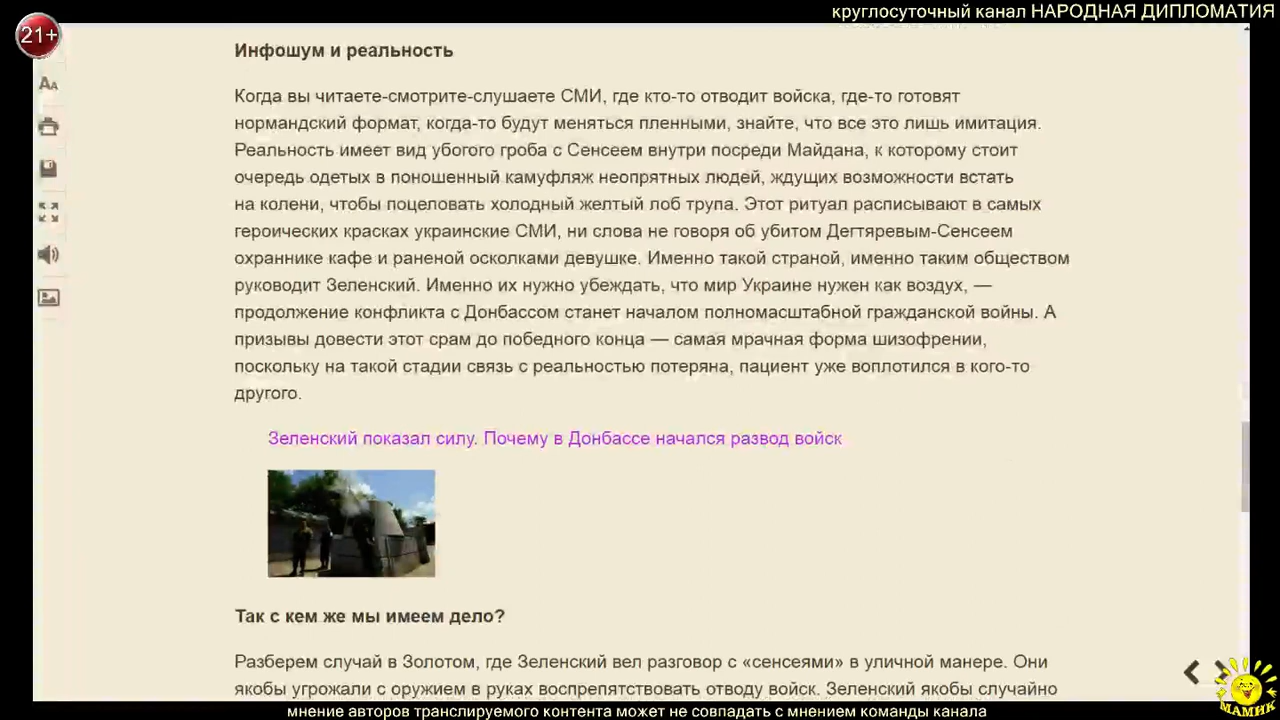 круглосуточный канал НАРОДНАЯ ДИПЛОМАТИЯ
21+
Инфошум и реальность
Когда вы читаете-смотрите-слушаете СМИ, где кто-то отводит войска, где-то готовят
нормандский формат, когда-то будут меняться пленными, знайте, что все это лишь имитация.
Реальность имеет вид убогого гроба с Сенсеем внутри посреди Майдана, к которому стоит
очередь одетых в поношенный камуфляж неопрятных людей, ждущих возможности встать
на колени, чтобы поцеловать холодный желтый лоб трупа. Этот ритуал расписывают в самых
героических красках украинские СМИ, ни слова не говоря об убитом Дегтяревым-Сенсеем
охраннике кафе и раненой осколками девушке. Именно такой страной, именно таким обществом
руководит Зеленский. Именно их нужно убеждать, что мир Украине нужен как воздух, —
продолжение конфликта с Донбассом станет началом полномасштабной гражданской войны. А
призывы довести этот срам до победного конца — самая мрачная форма шизофрении,
поскольку на такой стадии связь с реальностью потеряна, пациент уже воплотился в кого-то
другого.
Зеленский показал силу. Почему в Донбассе начался развод войск
Так с кем же мы имеем дело?
Разберем случай в Золотом, где Зеленский вел разговор с «сенсеями» в уличной манере. Они
якобы угрожали с оружием в руках воспрепятствовать отводу войск. Зеленский якобы случайно
МАМИК
мнение авторов транслируемого контента может не совпадать с мнением команды канала